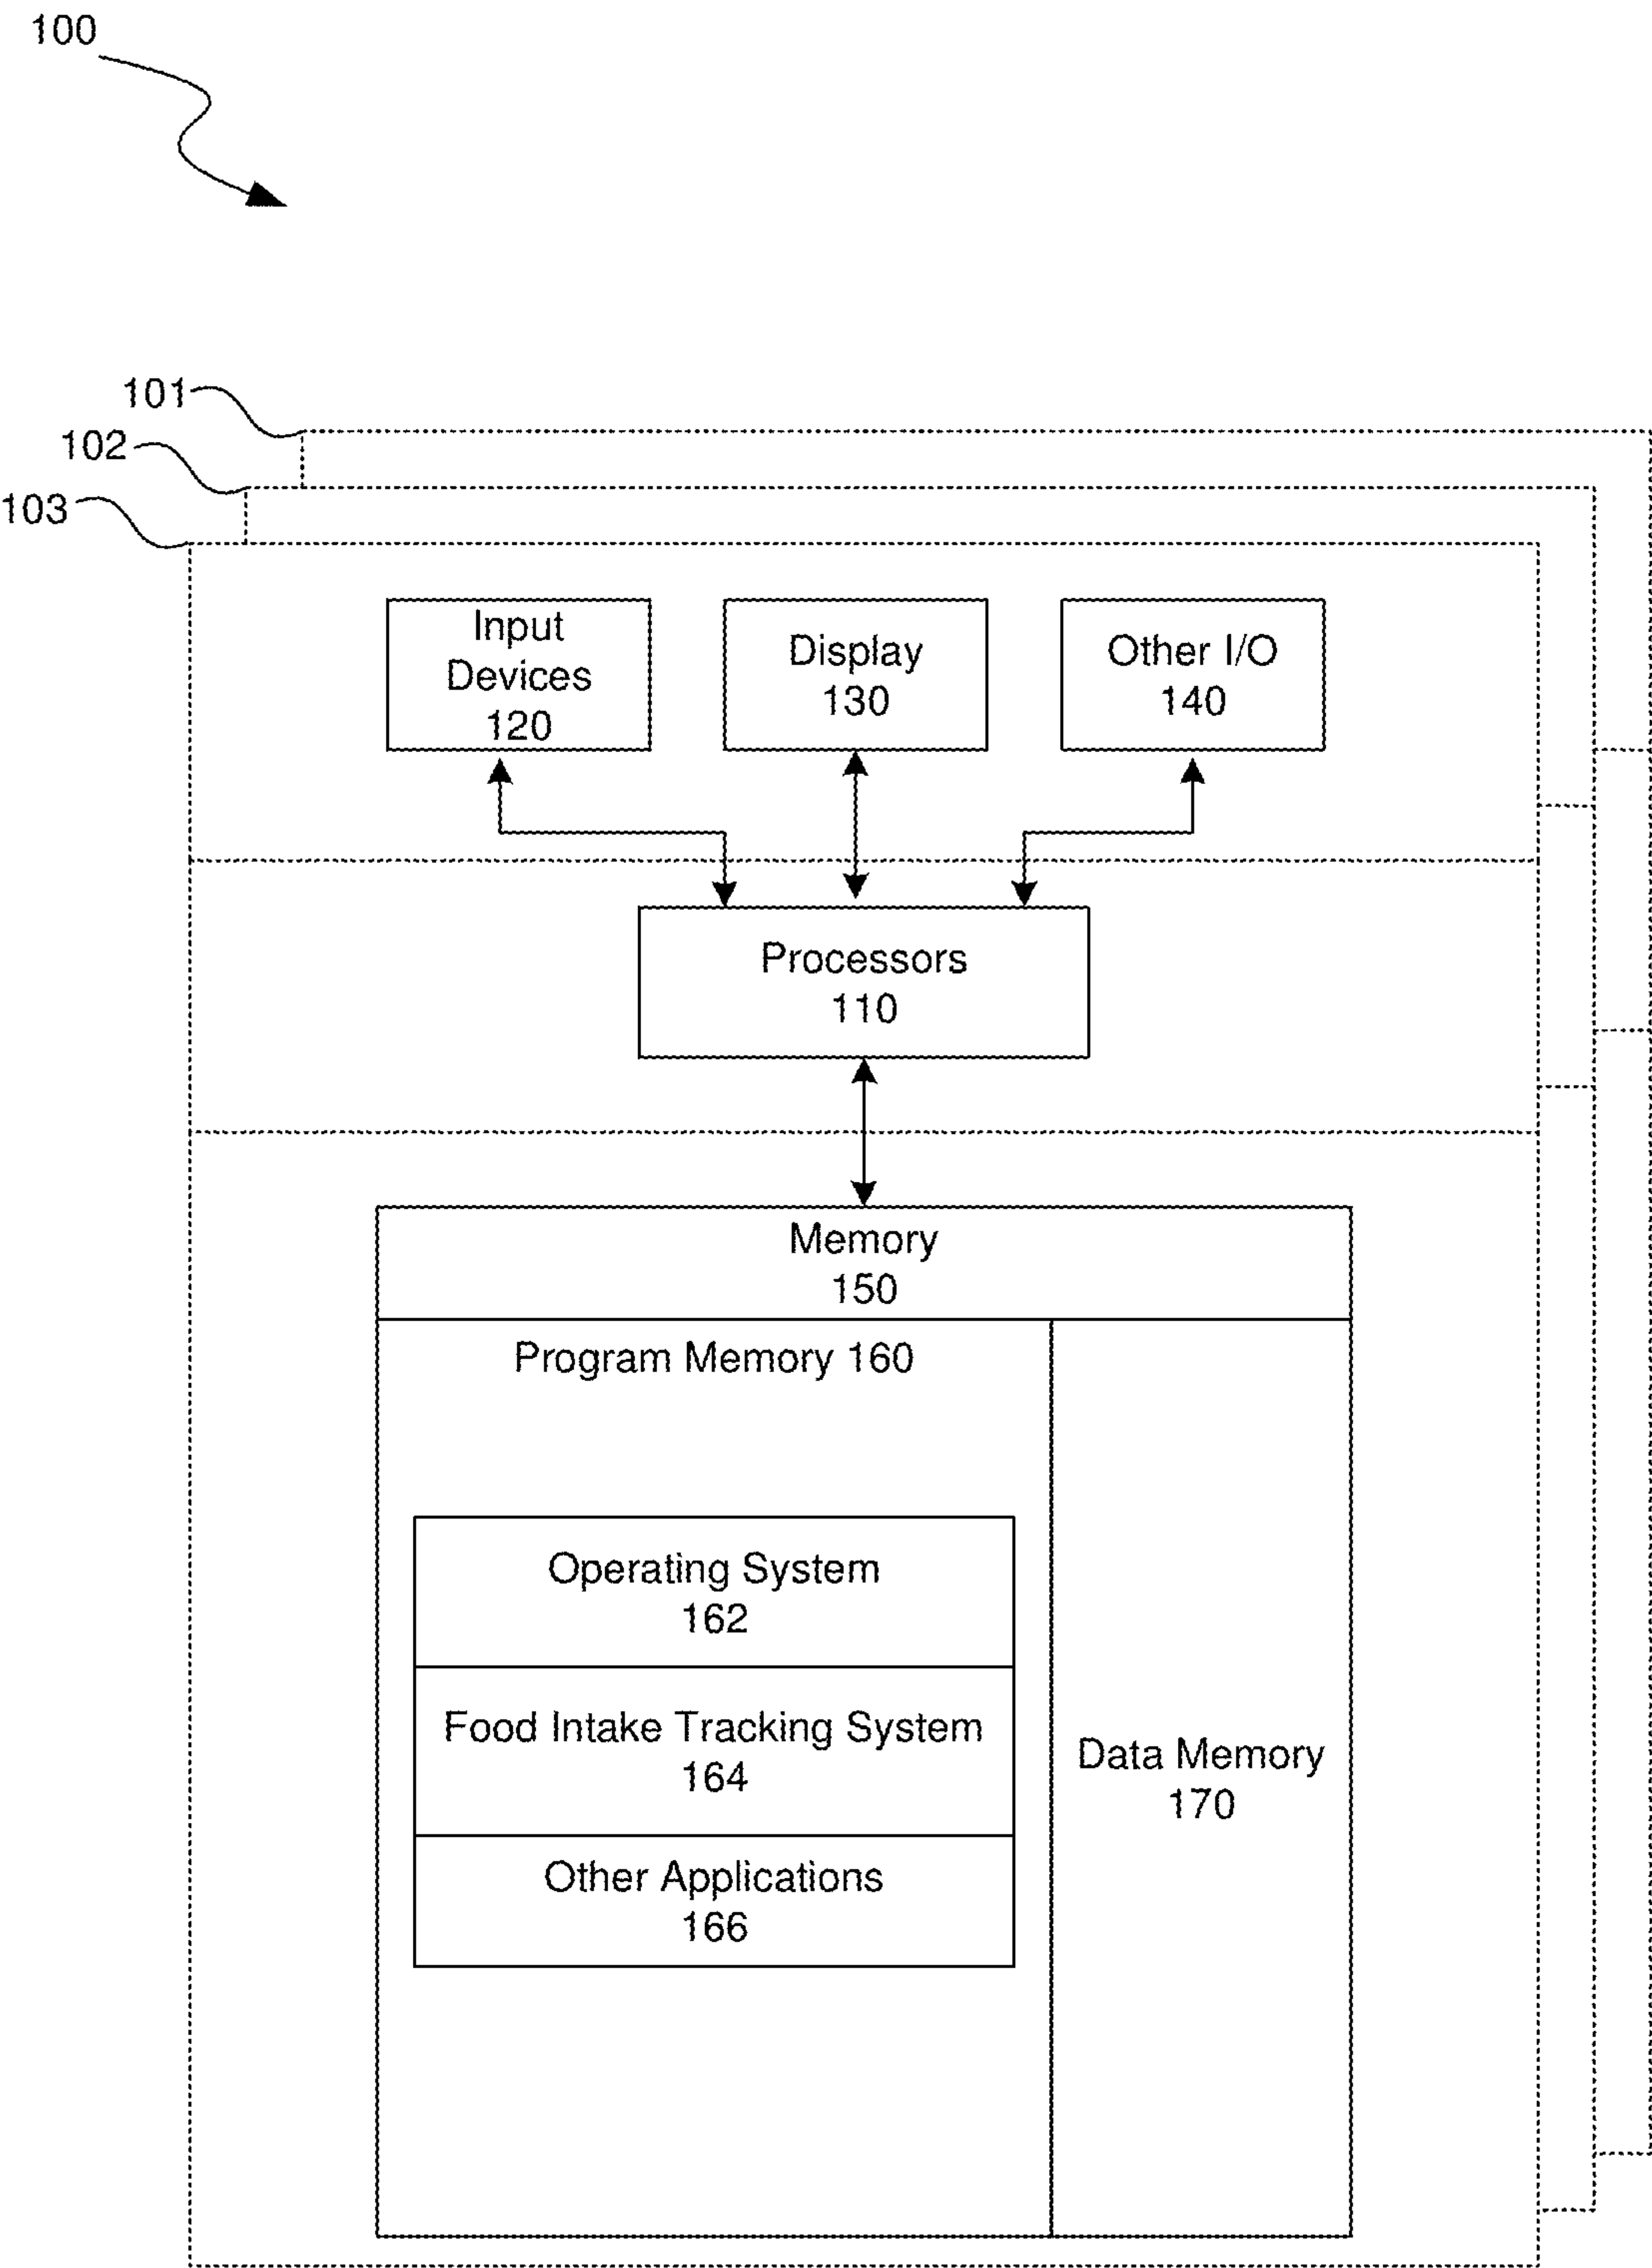 100
101
102
103
Input
Devices
120
Display
130
Other I/O
140
Processors
110
Memory
150
Program Memory 160
Operating System
162
Food Intake Tracking System
164
Other Applications
166
Data Memory
170